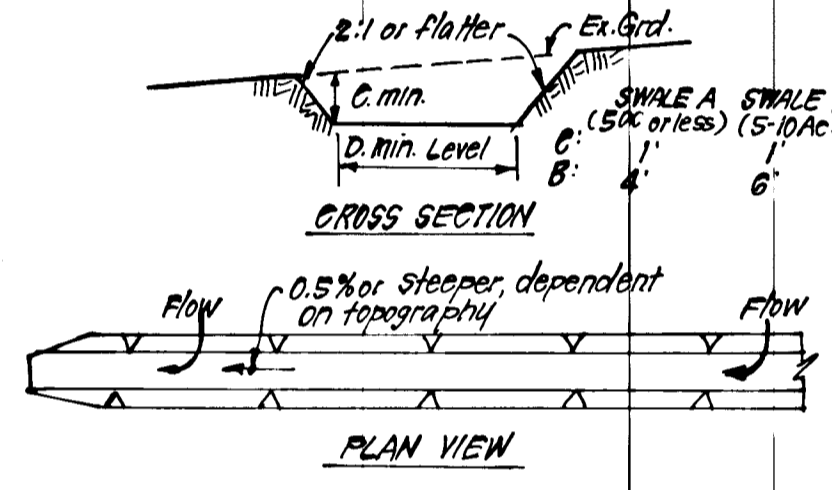 2:1 or flatter
Ex. Grd.
C. min.
D. min. Level
SWALE A SWALE
(5ac or less) (5-10Ac
C: 1' 1'
B: 4' 6'
CROSS SECTION
Flow
0.5% or steeper, dependent
on topography
Flow
PLAN VIEW